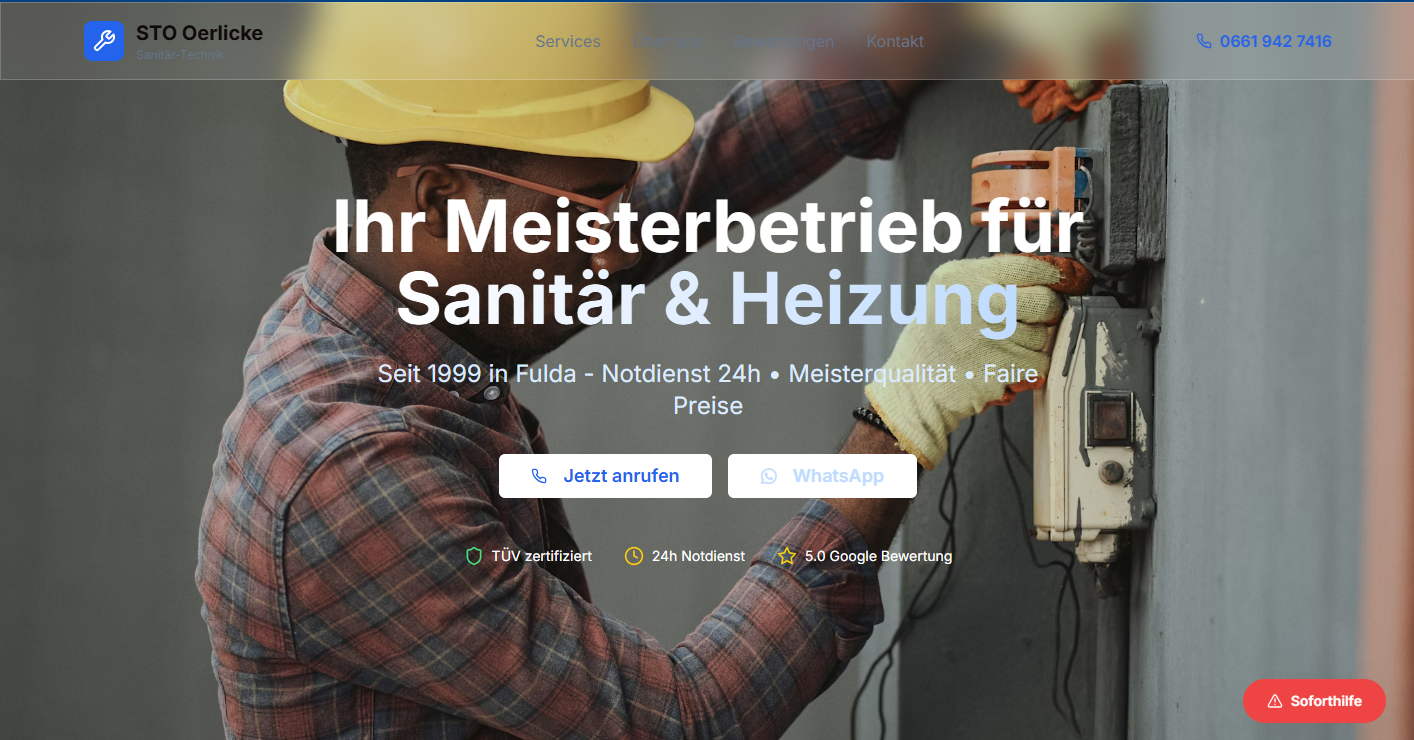 STO Oerlicke
Sanitär-Technik
Services
Über uns
Bewertungen
Kontakt
0661 942 7416
Ihr Meisterbetrieb für
Sanitär & Heizung
Seit 1999 in Fulda - Notdienst 24h • Meisterqualität • Faire
Preise
Jetzt anrufen
WhatsApp
TÜV zertifiziert
24h Notdienst
5.0 Google Bewertung
Soforthilfe